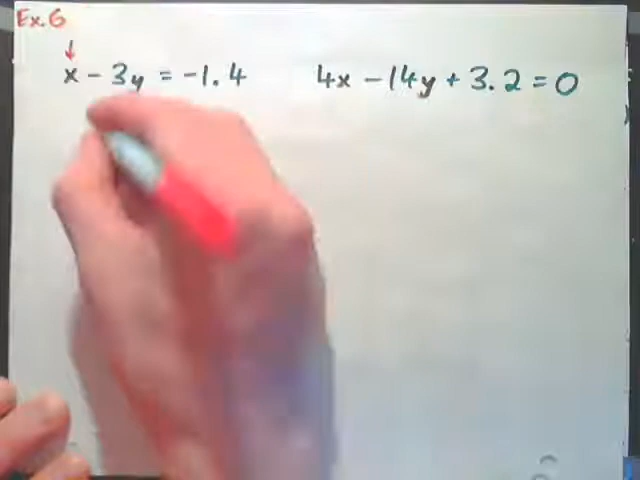 Ex.6
x - 3y = -1.4
4x - 14y + 3.2 = 0